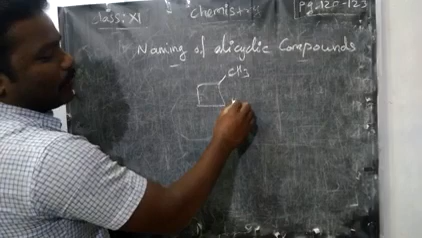 Class: XI Chemistry Pg. 120-123
Naming of alicyclic Compounds
CH3